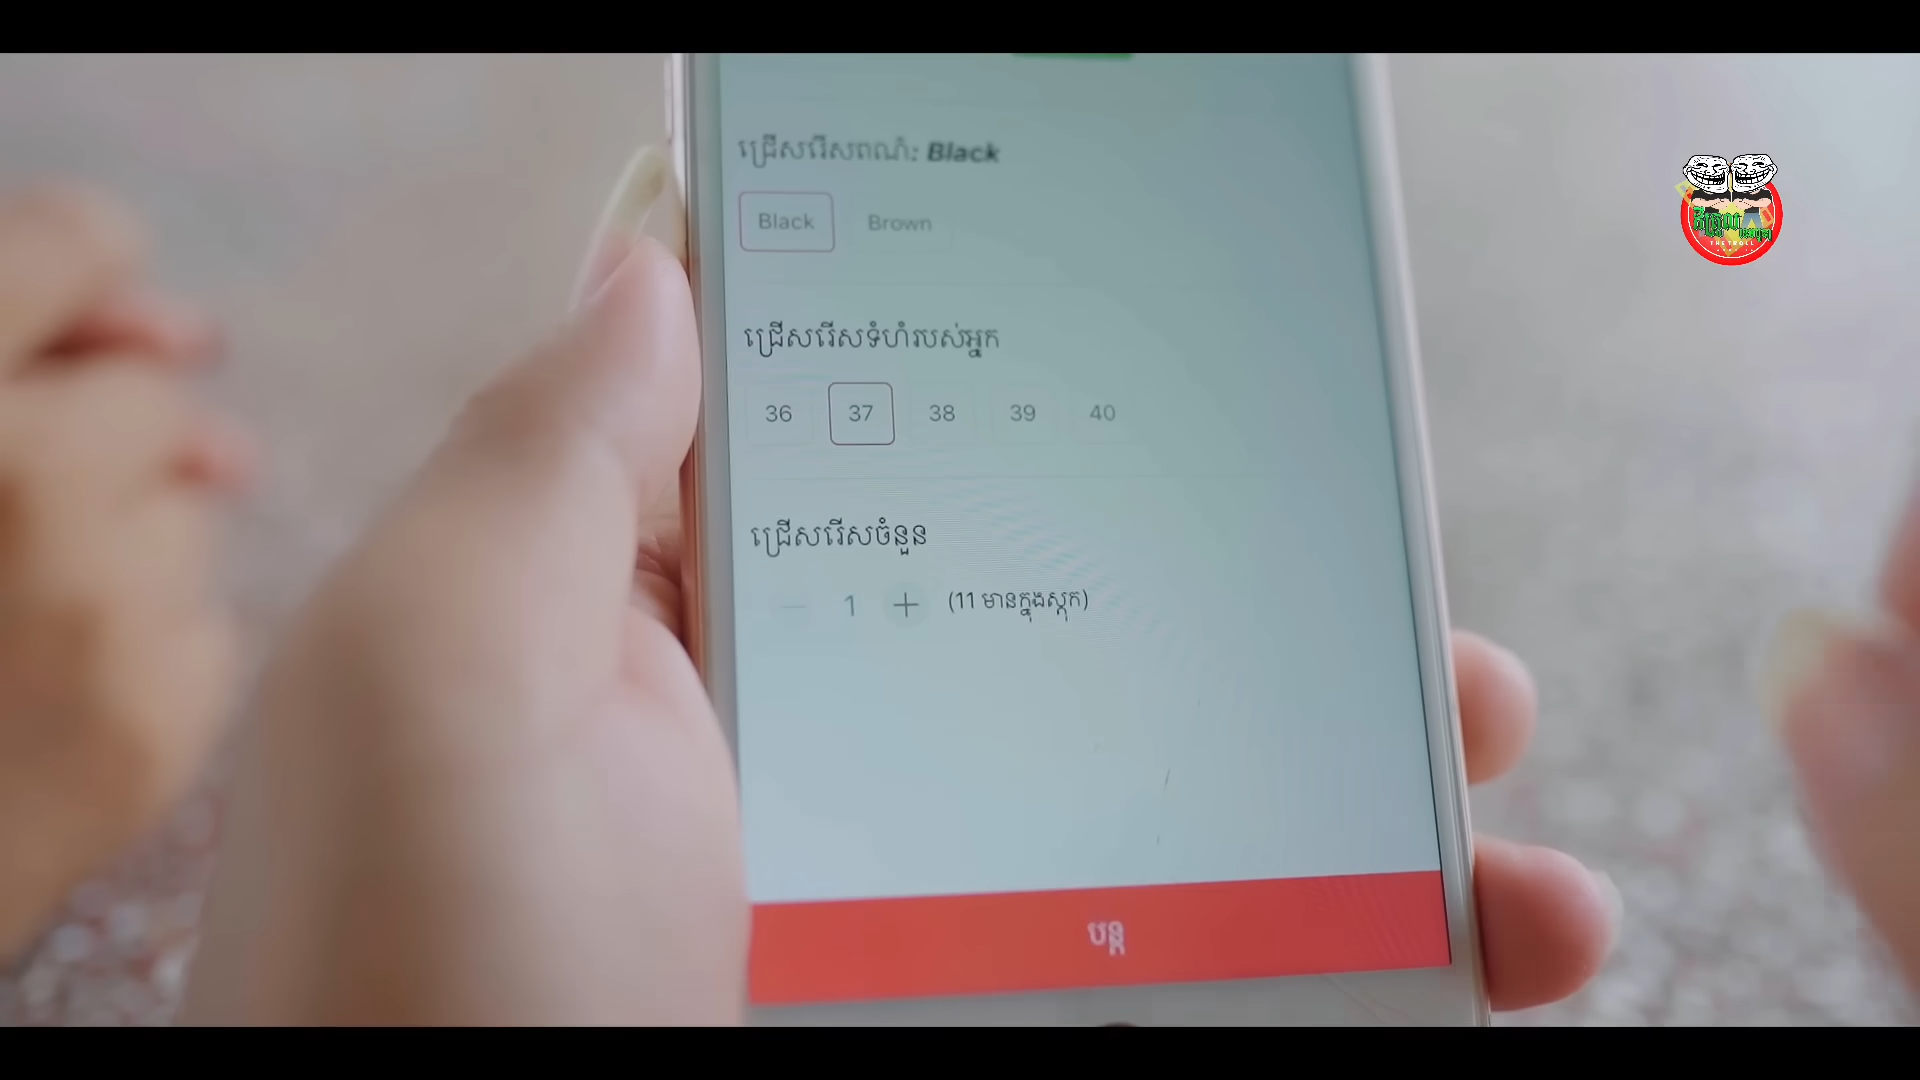 ជ្រើសរើសពណ៌: Black
Black Brown
ជ្រើសរើសទំហំរបស់អ្នក
36 37 38 39 40
ជ្រើសរើសចំនួន
1 + (11 មានក្នុងស្តុក)
បន្ត
THE TROLL